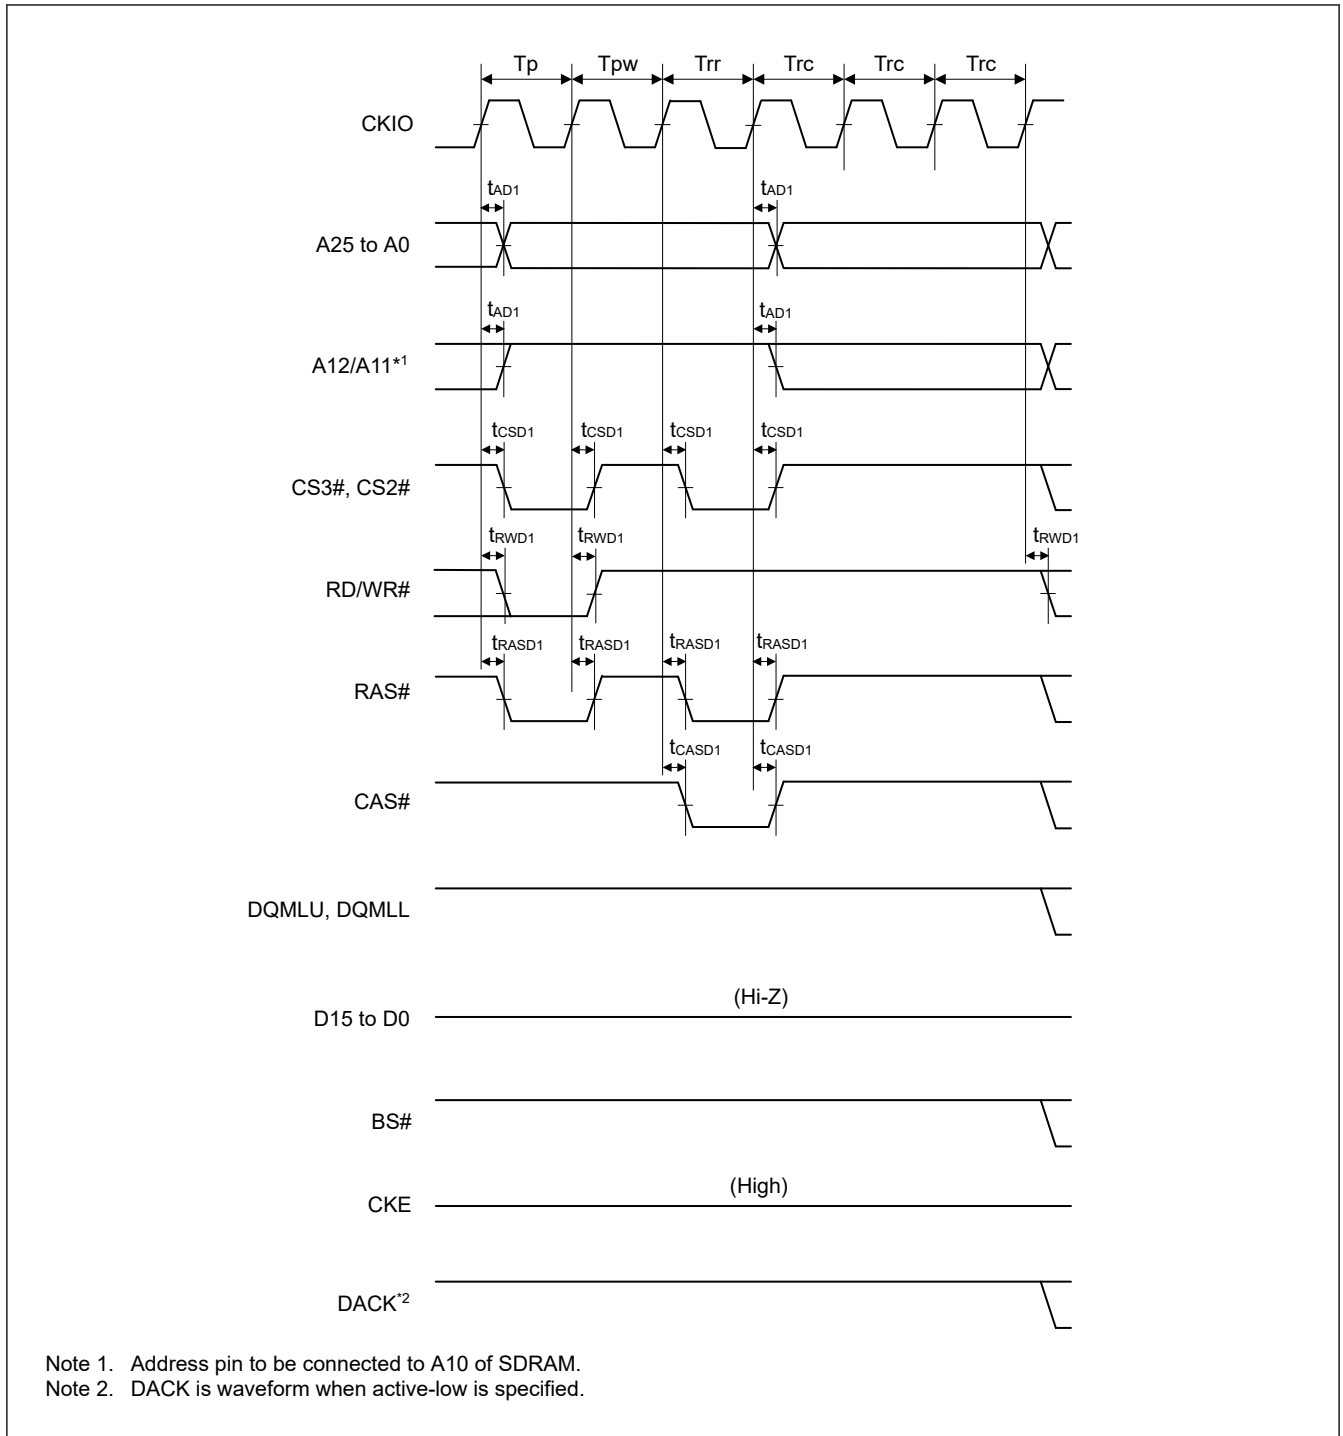 Tp Tpw Trr Trc Trc Trc
CKIO
tAD1 tAD1
A25 to A0
tAD1 tAD1
A12/A11*1
tCSD1 tCSD1 tCSD1 tCSD1
CS3#, CS2#
tRWD1 tRWD1 tRWD1
RD/WR#
tRASD1 tRASD1 tRASD1 tRASD1
RAS#
tCASD1 tCASD1
CAS#
DQMLU, DQMLL
(Hi-Z)
D15 to D0
BS#
(High)
CKE
DACK*2
Note 1. Address pin to be connected to A10 of SDRAM.
Note 2. DACK is waveform when active-low is specified.